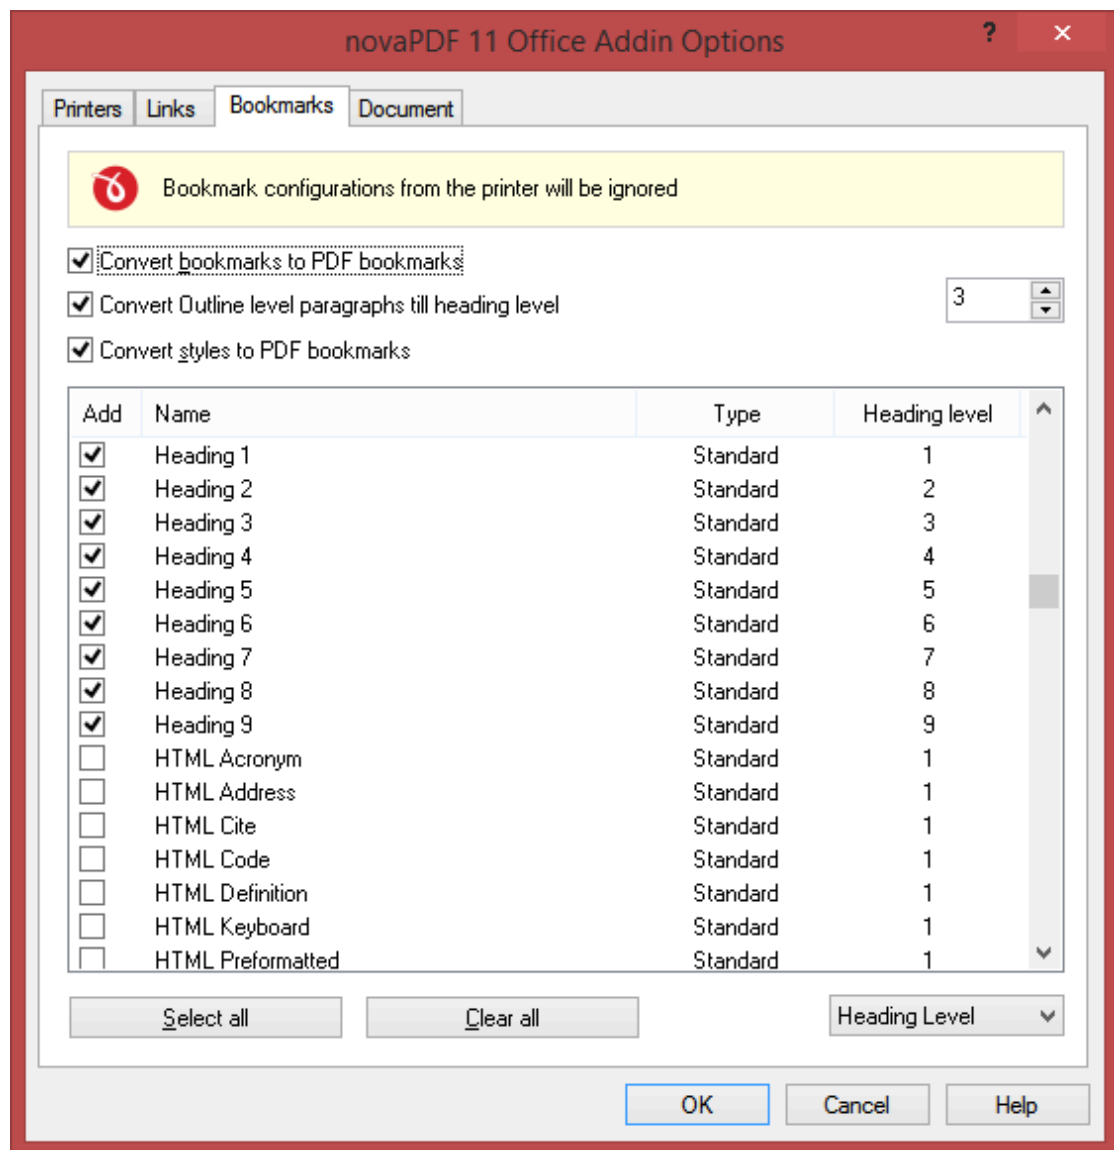 novaPDF 11 Office Addin Options
?
Printers Links Bookmarks Document
Bookmark configurations from the printer will be ignored
Convert bookmarks to PDF bookmarks
Convert Outline level paragraphs till heading level 3
Convert styles to PDF bookmarks
Add Name Type Heading level
Heading 1 Standard 1
Heading 2 Standard 2
Heading 3 Standard 3
Heading 4 Standard 4
Heading 5 Standard 5
Heading 6 Standard 6
Heading 7 Standard 7
Heading 8 Standard 8
Heading 9 Standard 9
HTML Acronym Standard 1
HTML Address Standard 1
HTML Cite Standard 1
HTML Code Standard 1
HTML Definition Standard 1
HTML Keyboard Standard 1
HTML Preformatted Standard 1
Select all Clear all Heading Level
OK Cancel Help